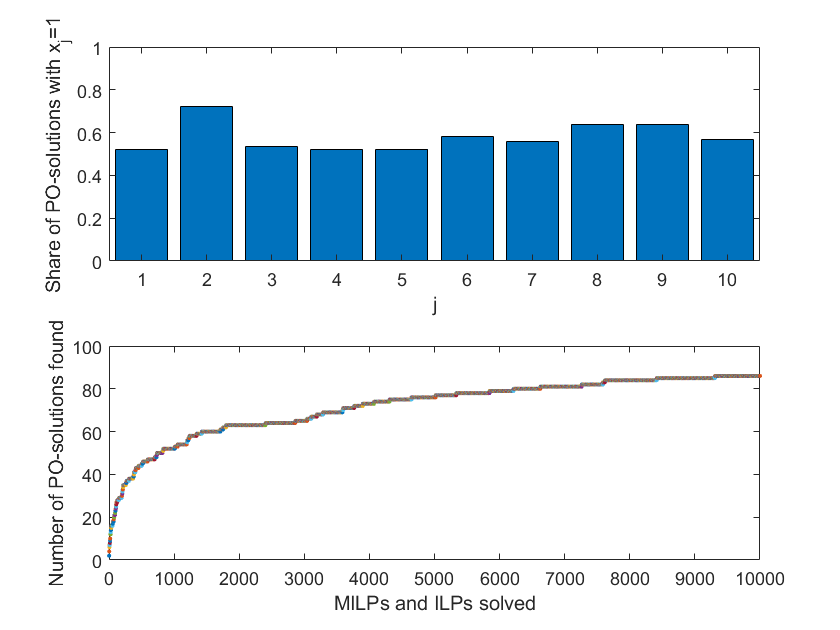 Share of PO-solutions with x_j=1
1
0.8
0.6
0.4
0.2
0
1 2 3 4 5 6 7 8 9 10
j
Number of PO-solutions found
100
80
60
40
20
0
0 1000 2000 3000 4000 5000 6000 7000 8000 9000 10000
MILPs and ILPs solved